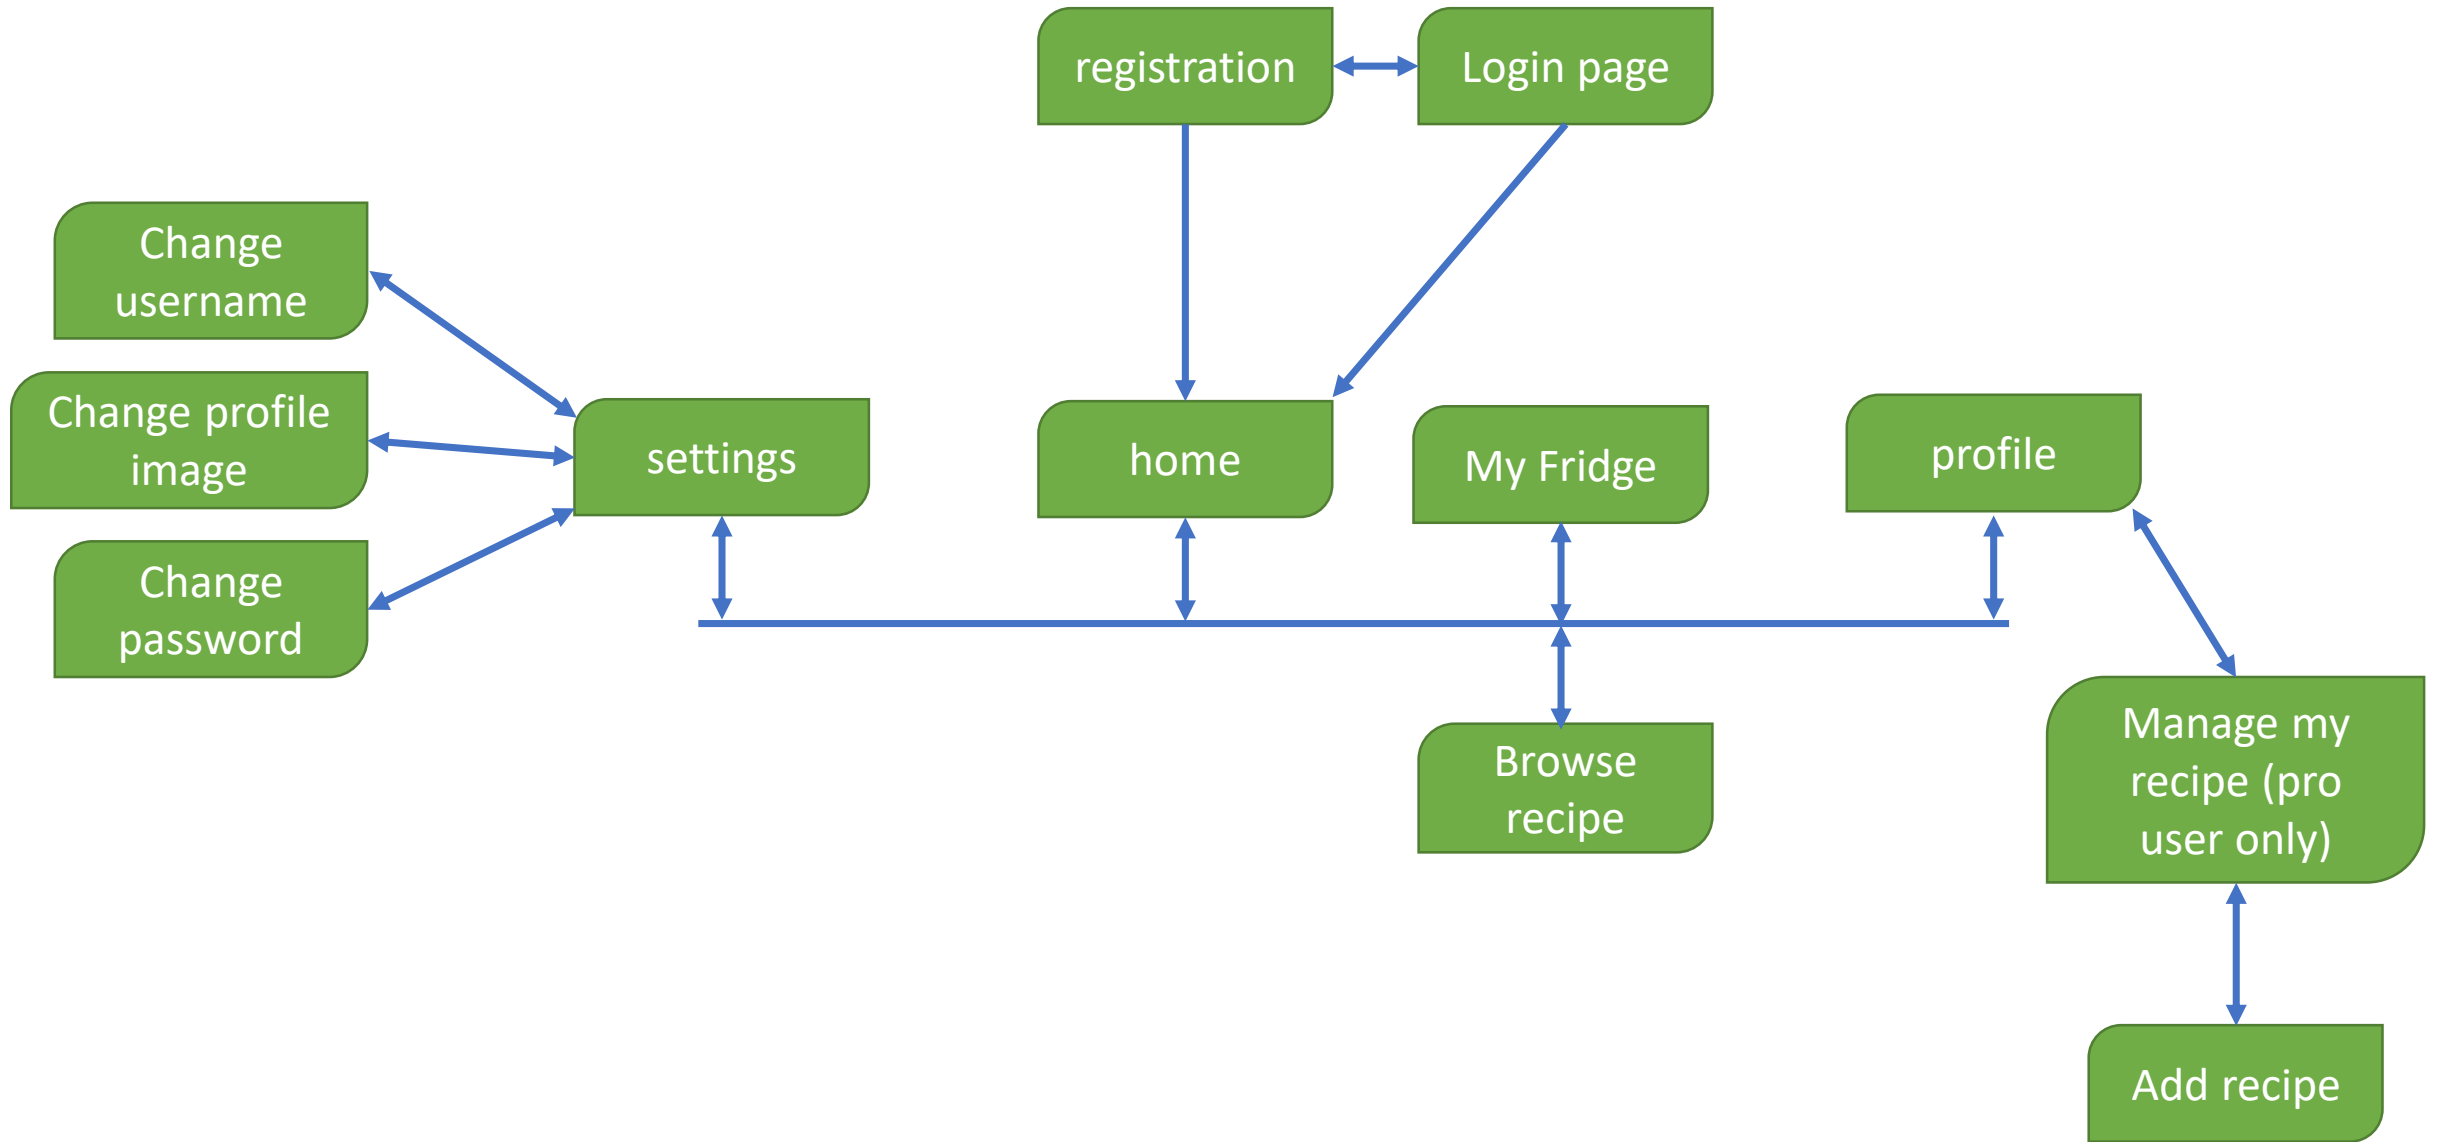 registration
Login page
Change
username
Change profile
image
Change
password
settings
home
My Fridge
profile
Browse
recipe
Manage my
recipe (pro
user only)
Add recipe